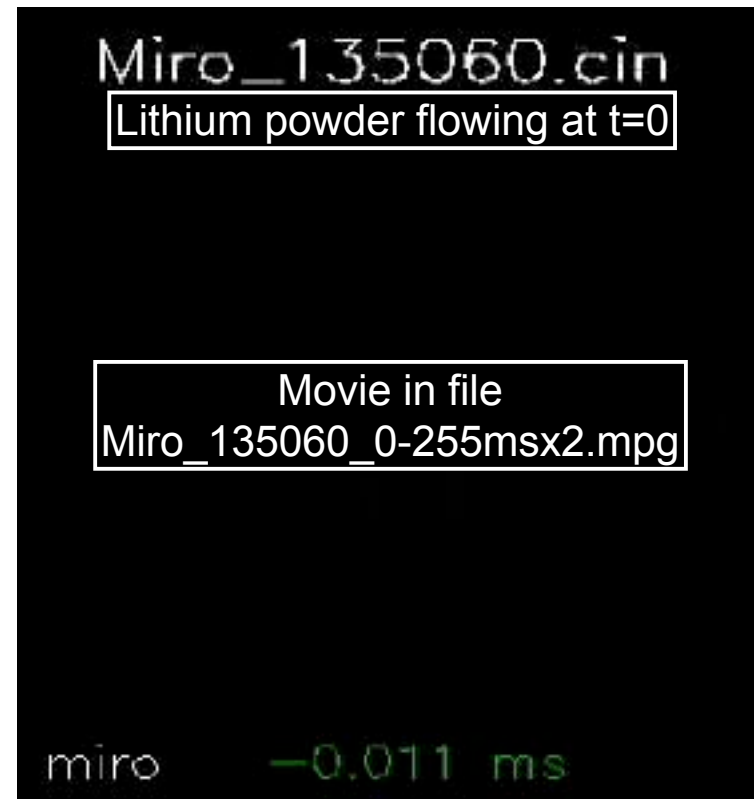 Miro_135060.cin
Lithium powder flowing at t=0
Movie in file
Miro_135060_0-255msx2.mpg
miro −0.011 ms